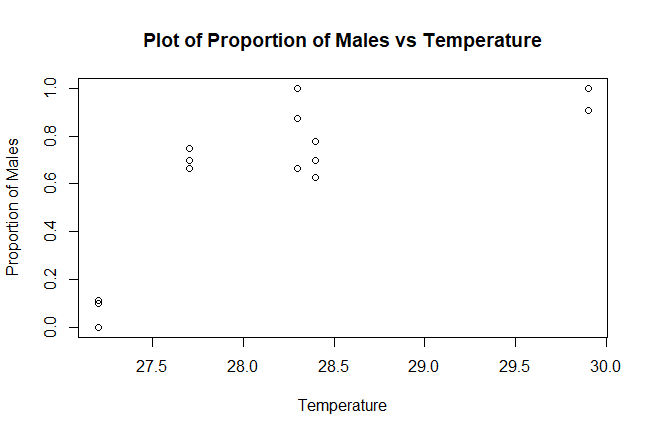 Plot of Proportion of Males vs Temperature
Proportion of Males
1.0
0.8
0.6
0.4
0.2
0.0
27.5 28.0 28.5 29.0 29.5 30.0
Temperature